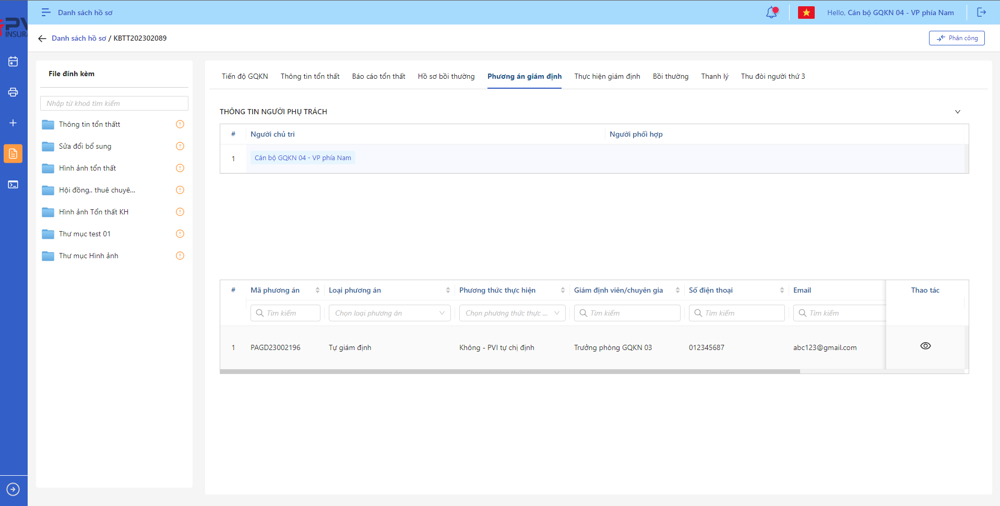 Danh sách hồ sơ
Hello, Cán bộ GQKN 04 - VP phía Nam
PV
INSURA
Danh sách hồ sơ / KBTT202302089
Phân công
File đính kèm
Nhập từ khoá tìm kiếm
Thông tin tổn thấtt
Sửa đổi bổ sung
Hình ảnh tổn thất
Hội đồng,. thuê chuyê...
Hình ảnh Tổn thất KH
Thư mục test 01
Thư mục Hình ảnh
Tiến độ GQKN
Thông tin tổn thất
Báo cáo tổn thất
Hồ sơ bồi thường
Phương án giám định
Thực hiện giám định
Bồi thường
Thanh lý
Thu đòi người thứ 3
THÔNG TIN NGƯỜI PHỤ TRÁCH
# Người chủ trì Người phối hợp
1 Cán bộ GQKN 04 - VP phía Nam
# Mã phương án Loại phương án Phương thức thực hiện Giám định viên/chuyên gia Số điện thoại Email Thao tác
Tìm kiếm Chọn loại phương án Chọn phương thức thực ... Tìm kiếm Tìm kiếm Tìm kiếm
1 PAGD23002196 Tự giám định Không - PVI tự chị định Trưởng phòng GQKN 03 012345687 abc123@gmail.com